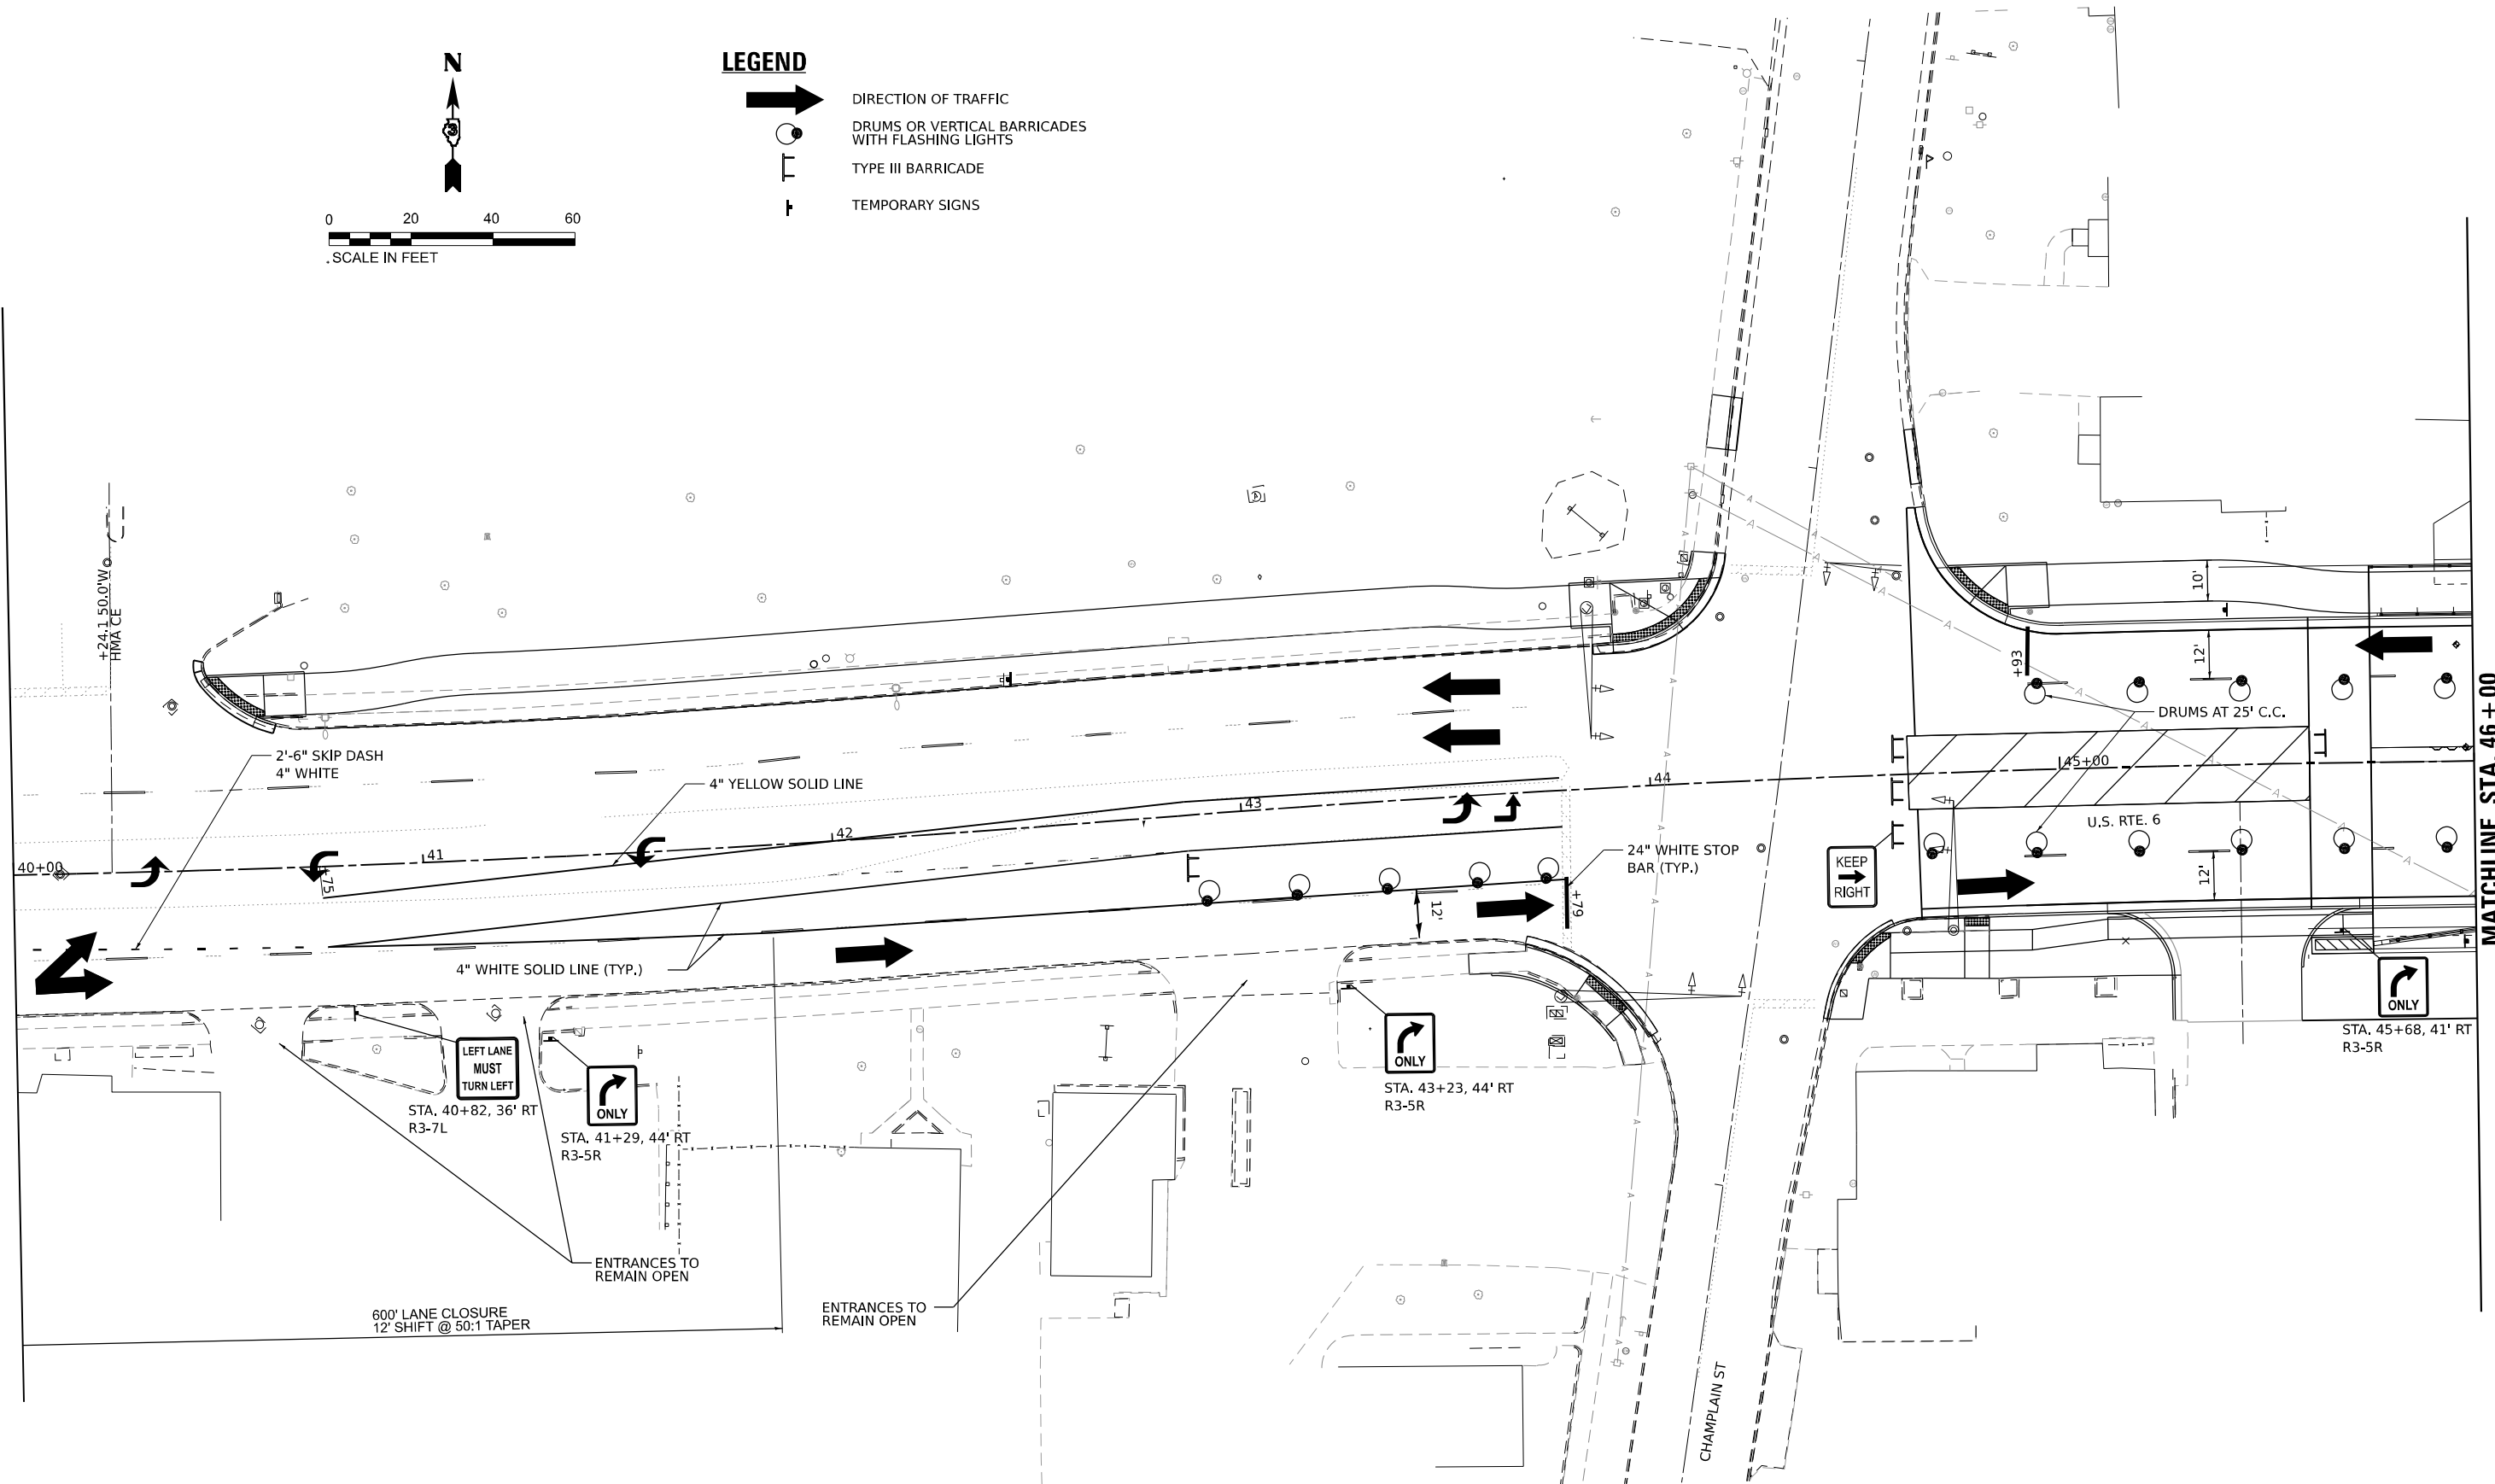 N
3
0 20 40 60
SCALE IN FEET
LEGEND
DIRECTION OF TRAFFIC
DRUMS OR VERTICAL BARRICADES
WITH FLASHING LIGHTS
TYPE III BARRICADE
TEMPORARY SIGNS
+24.1 50.0'W
HMA CE
2'-6" SKIP DASH
4" WHITE
4" YELLOW SOLID LINE
40+00
+75
41
42
43
44
45+00
4" WHITE SOLID LINE (TYP.)
12'
+79
24" WHITE STOP
BAR (TYP.)
KEEP
RIGHT
+93
12'
10'
DRUMS AT 25' C.C.
U.S. RTE. 6
12'
MATCHLINE STA. 46+00
LEFT LANE
MUST
TURN LEFT
STA. 40+82, 36' RT
R3-7L
ONLY
STA. 41+29, 44' RT
R3-5R
ONLY
STA. 43+23, 44' RT
R3-5R
ONLY
STA. 45+68, 41' RT
R3-5R
ENTRANCES TO
REMAIN OPEN
ENTRANCES TO
REMAIN OPEN
600' LANE CLOSURE
12' SHIFT @ 50:1 TAPER
CHAMPLAIN ST